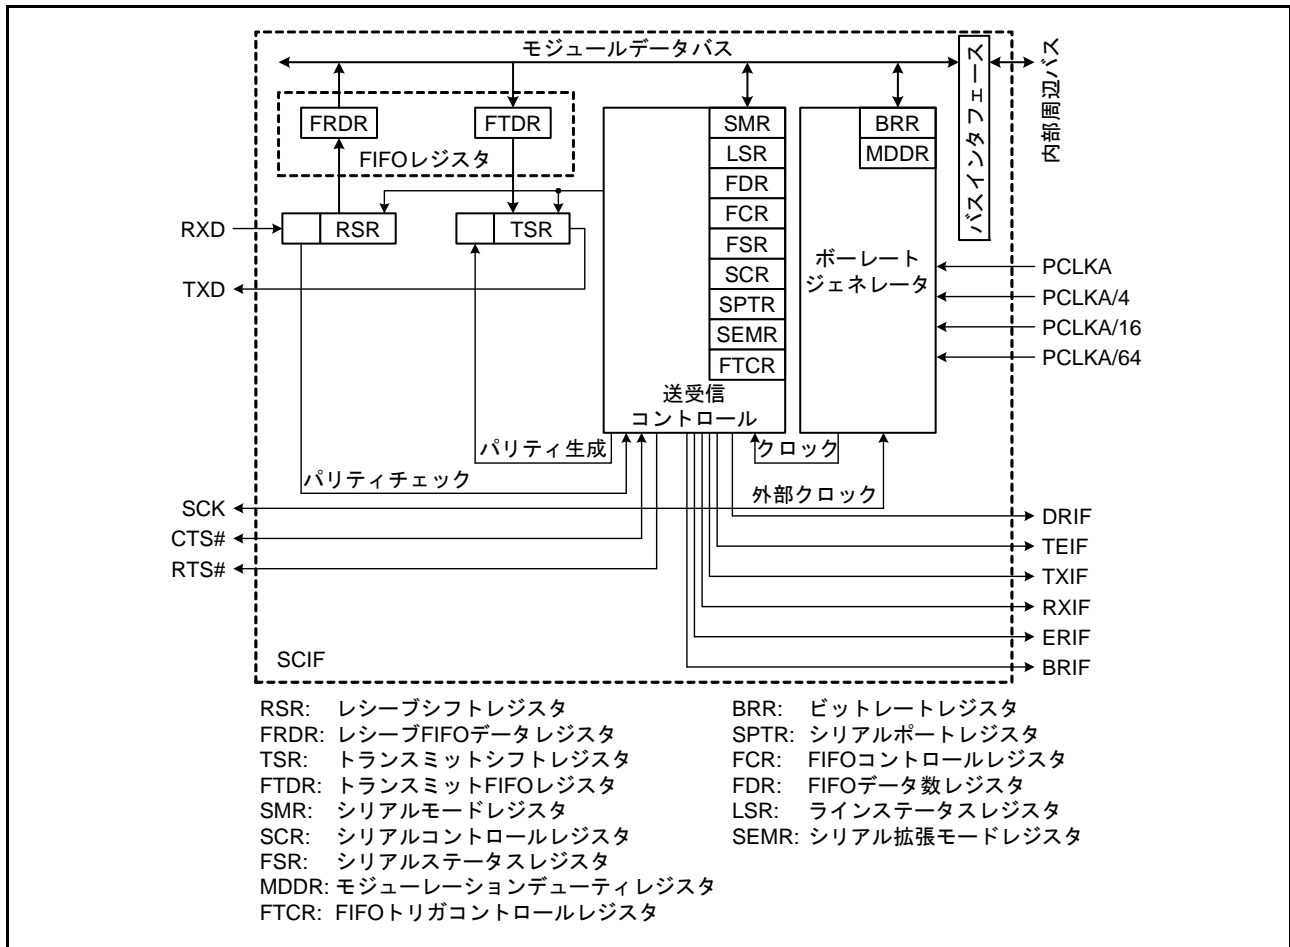 モジュールデータバス
バスインタフェース
内部周辺バス
FRDR
FTDR
FIFOレジスタ
SMR
LSR
FDR
FCR
FSR
SCR
SPTR
SEMR
FTCR
送受信
コントロール
BRR
MDDR
ボーレート
ジェネレータ
RXD
RSR
TSR
TXD
PCLKA
PCLKA/4
PCLKA/16
PCLKA/64
パリティ生成
クロック
パリティチェック
外部クロック
SCK
CTS#
RTS#
DRIF
TEIF
TXIF
RXIF
ERIF
BRIF
SCIF
RSR: レシーブシフトレジスタ
FRDR: レシーブFIFOデータレジスタ
TSR: トランスミットシフトレジスタ
FTDR: トランスミットFIFOレジスタ
SMR: シリアルモードレジスタ
SCR: シリアルコントロールレジスタ
FSR: シリアルステータスレジスタ
MDDR: モジューレーションデューティレジスタ
FTCR: FIFOトリガコントロールレジスタ
BRR: ビットレートレジスタ
SPTR: シリアルポートレジスタ
FCR: FIFOコントロールレジスタ
FDR: FIFOデータ数レジスタ
LSR: ラインステータスレジスタ
SEMR: シリアル拡張モードレジスタ